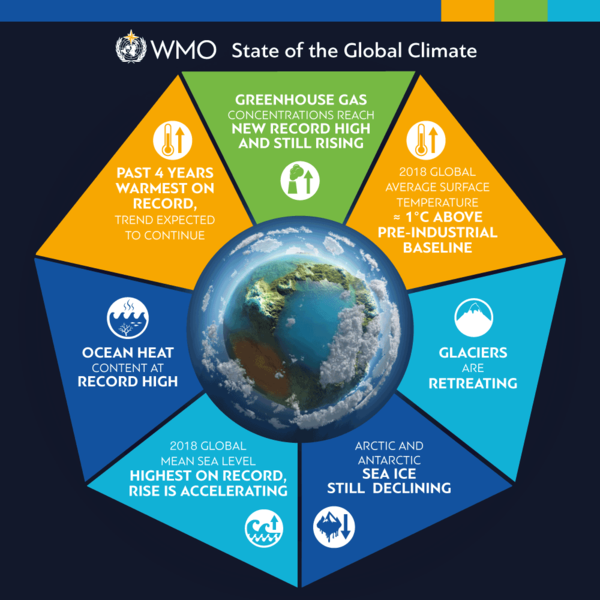 WMO State of the Global Climate
GREENHOUSE GAS
CONCENTRATIONS REACH
NEW RECORD HIGH
AND STILL RISING
PAST 4 YEARS
WARMEST ON
RECORD,
TREND EXPECTED
TO CONTINUE
2018 GLOBAL
AVERAGE SURFACE
TEMPERATURE
≈ 1°C ABOVE
PRE-INDUSTRIAL
BASELINE
OCEAN HEAT
CONTENT AT
RECORD HIGH
GLACIERS
ARE
RETREATING
2018 GLOBAL
MEAN SEA LEVEL
HIGHEST ON RECORD,
RISE IS ACCELERATING
ARCTIC AND
ANTARCTIC
SEA ICE
STILL DECLINING